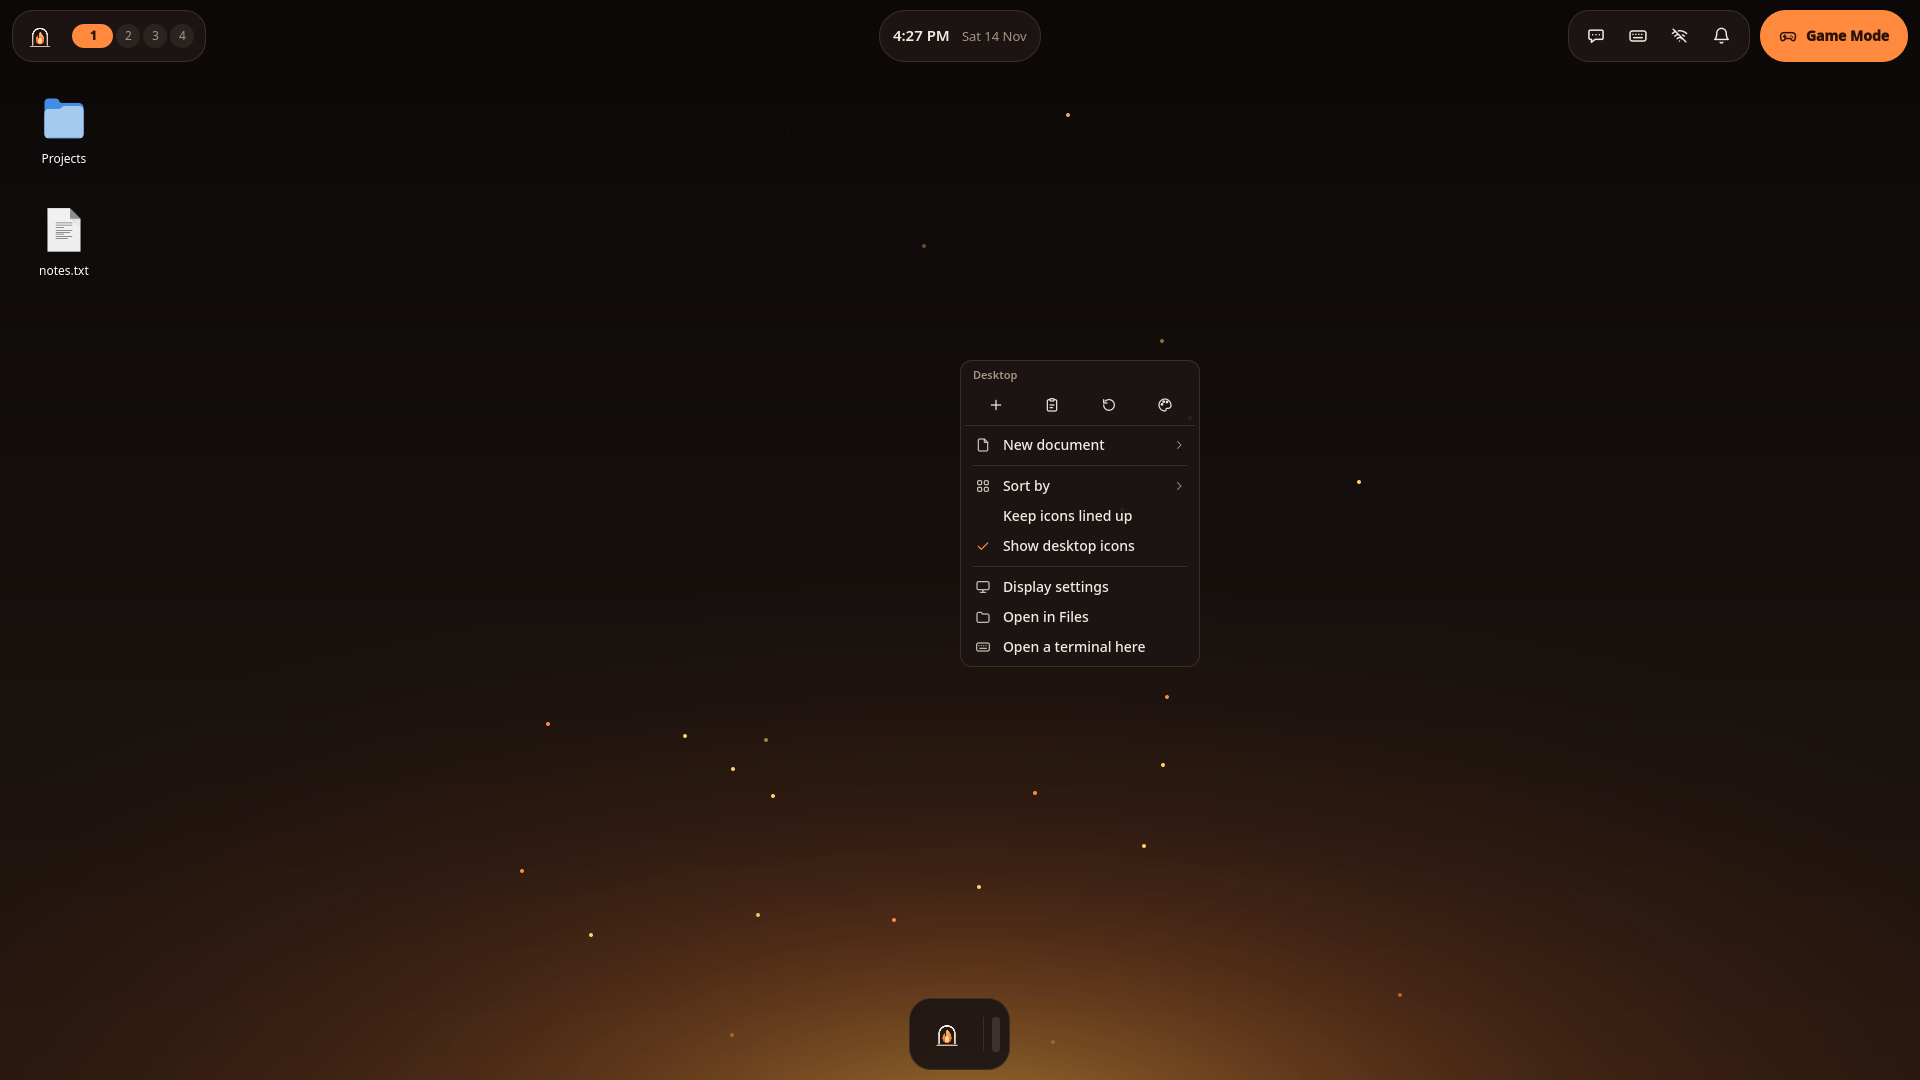 1 2 3 4
4:27 PM Sat 14 Nov
Game Mode
Projects
notes.txt
Desktop
New document
Sort by
Keep icons lined up
Show desktop icons
Display settings
Open in Files
Open a terminal here